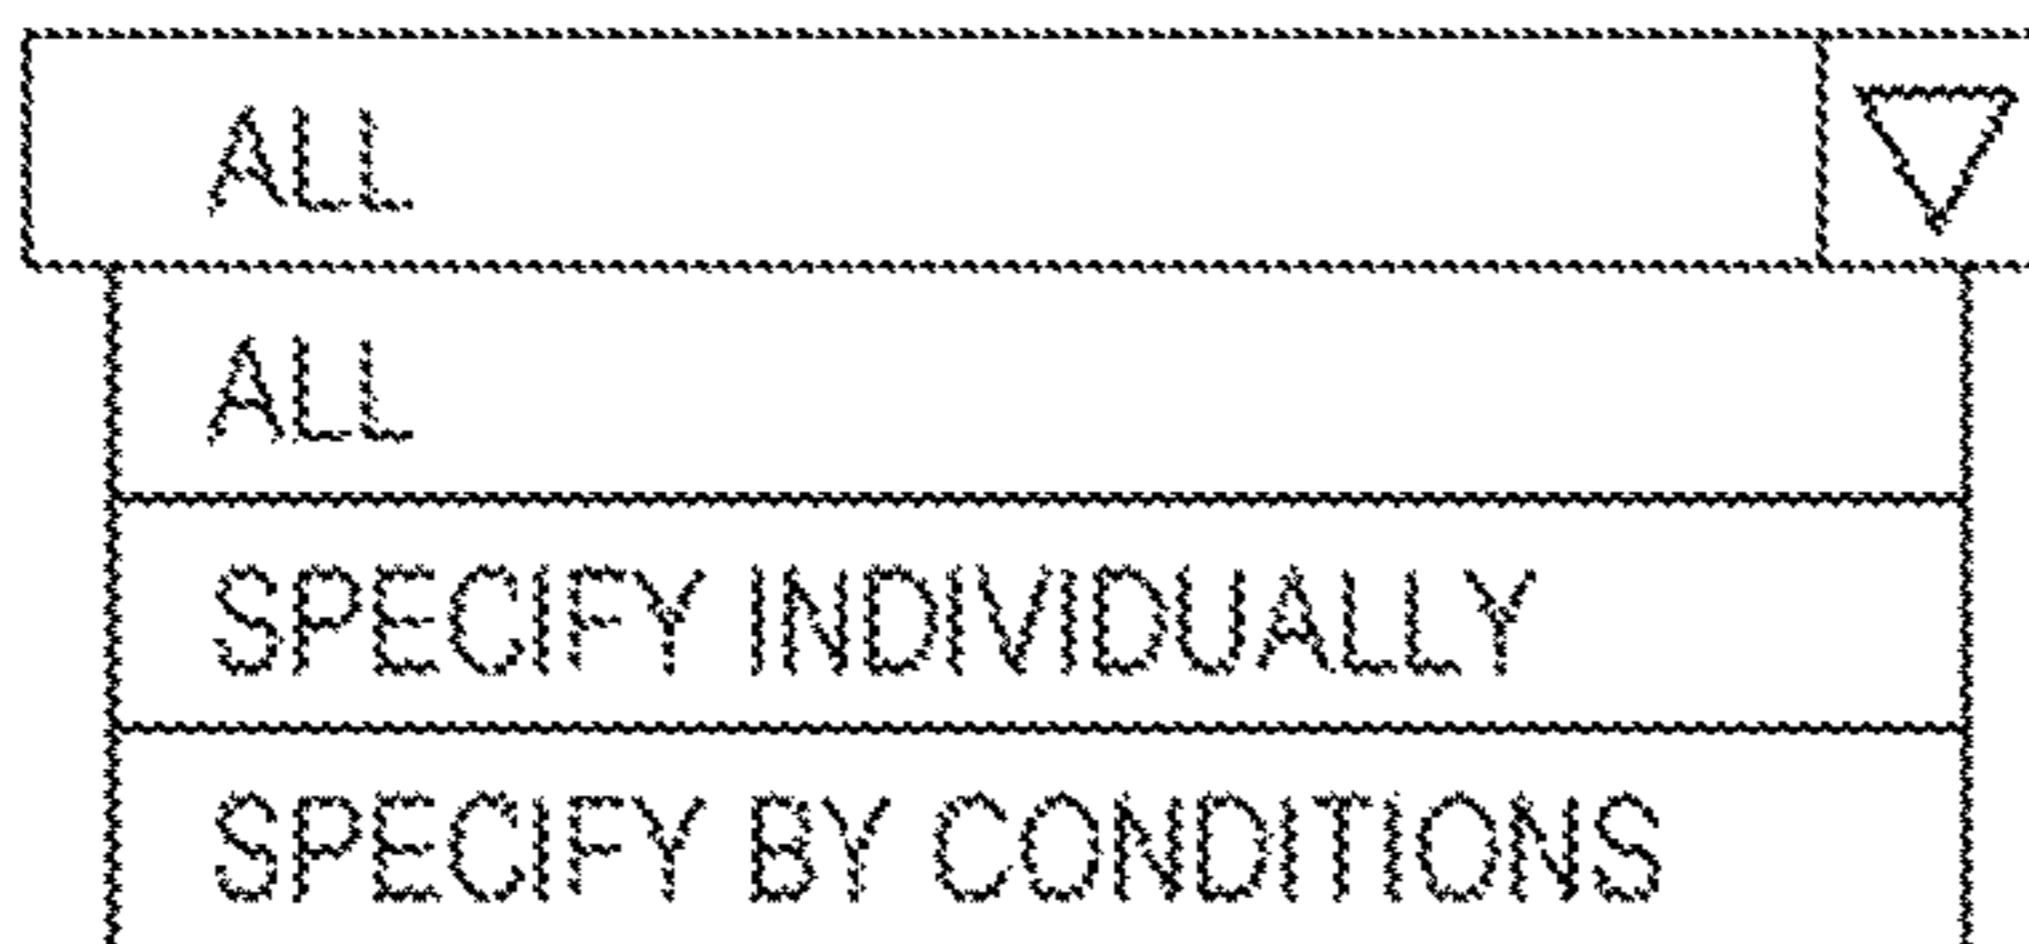 ALL
ALL
SPECIFY INDIVIDUALLY
SPECIFY BY CONDITIONS